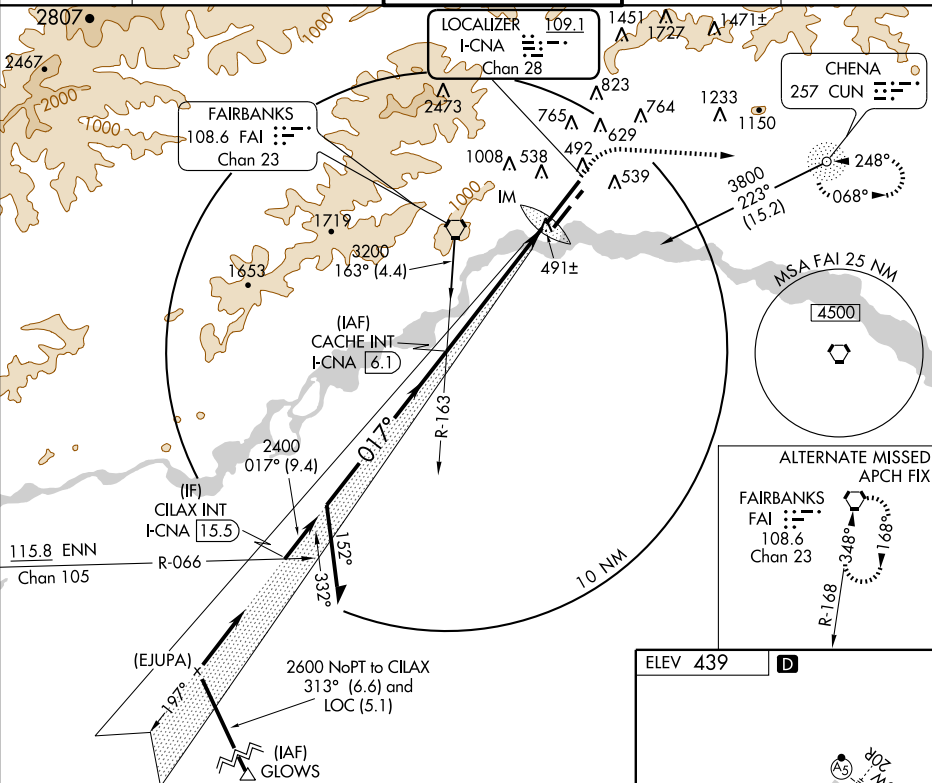 2807
1000
LOCALIZER 109.1
I-CNA
Chan 28
1451
1727
1471±
2467
2000
1000
2473
823
CHENA
257 CUN
FAIRBANKS
108.6 FAI
Chan 23
765
629
764
1233
1150
1008
538
492
539
248°
068°
3800
223°
(15.2)
IM
1000
1719
3200
163° (4.4)
491±
1653
MSA FAI 25 NM
4500
(IAF)
CACHE INT
I-CNA 6.1
R-163
017°
2400
017° (9.4)
(IF)
CILAX INT
I-CNA 15.5
115.8 ENN
Chan 105
R-066
152°
332°
10 NM
ALTERNATE MISSED
APCH FIX
FAIRBANKS
FAI
108.6
Chan 23
348°
168°
R-168
(EJUPA)
197°
2600 NoPT to CILAX
313° (6.6) and
LOC (5.1)
(IAF)
GLOWS
ELEV 439
D
A5
20R